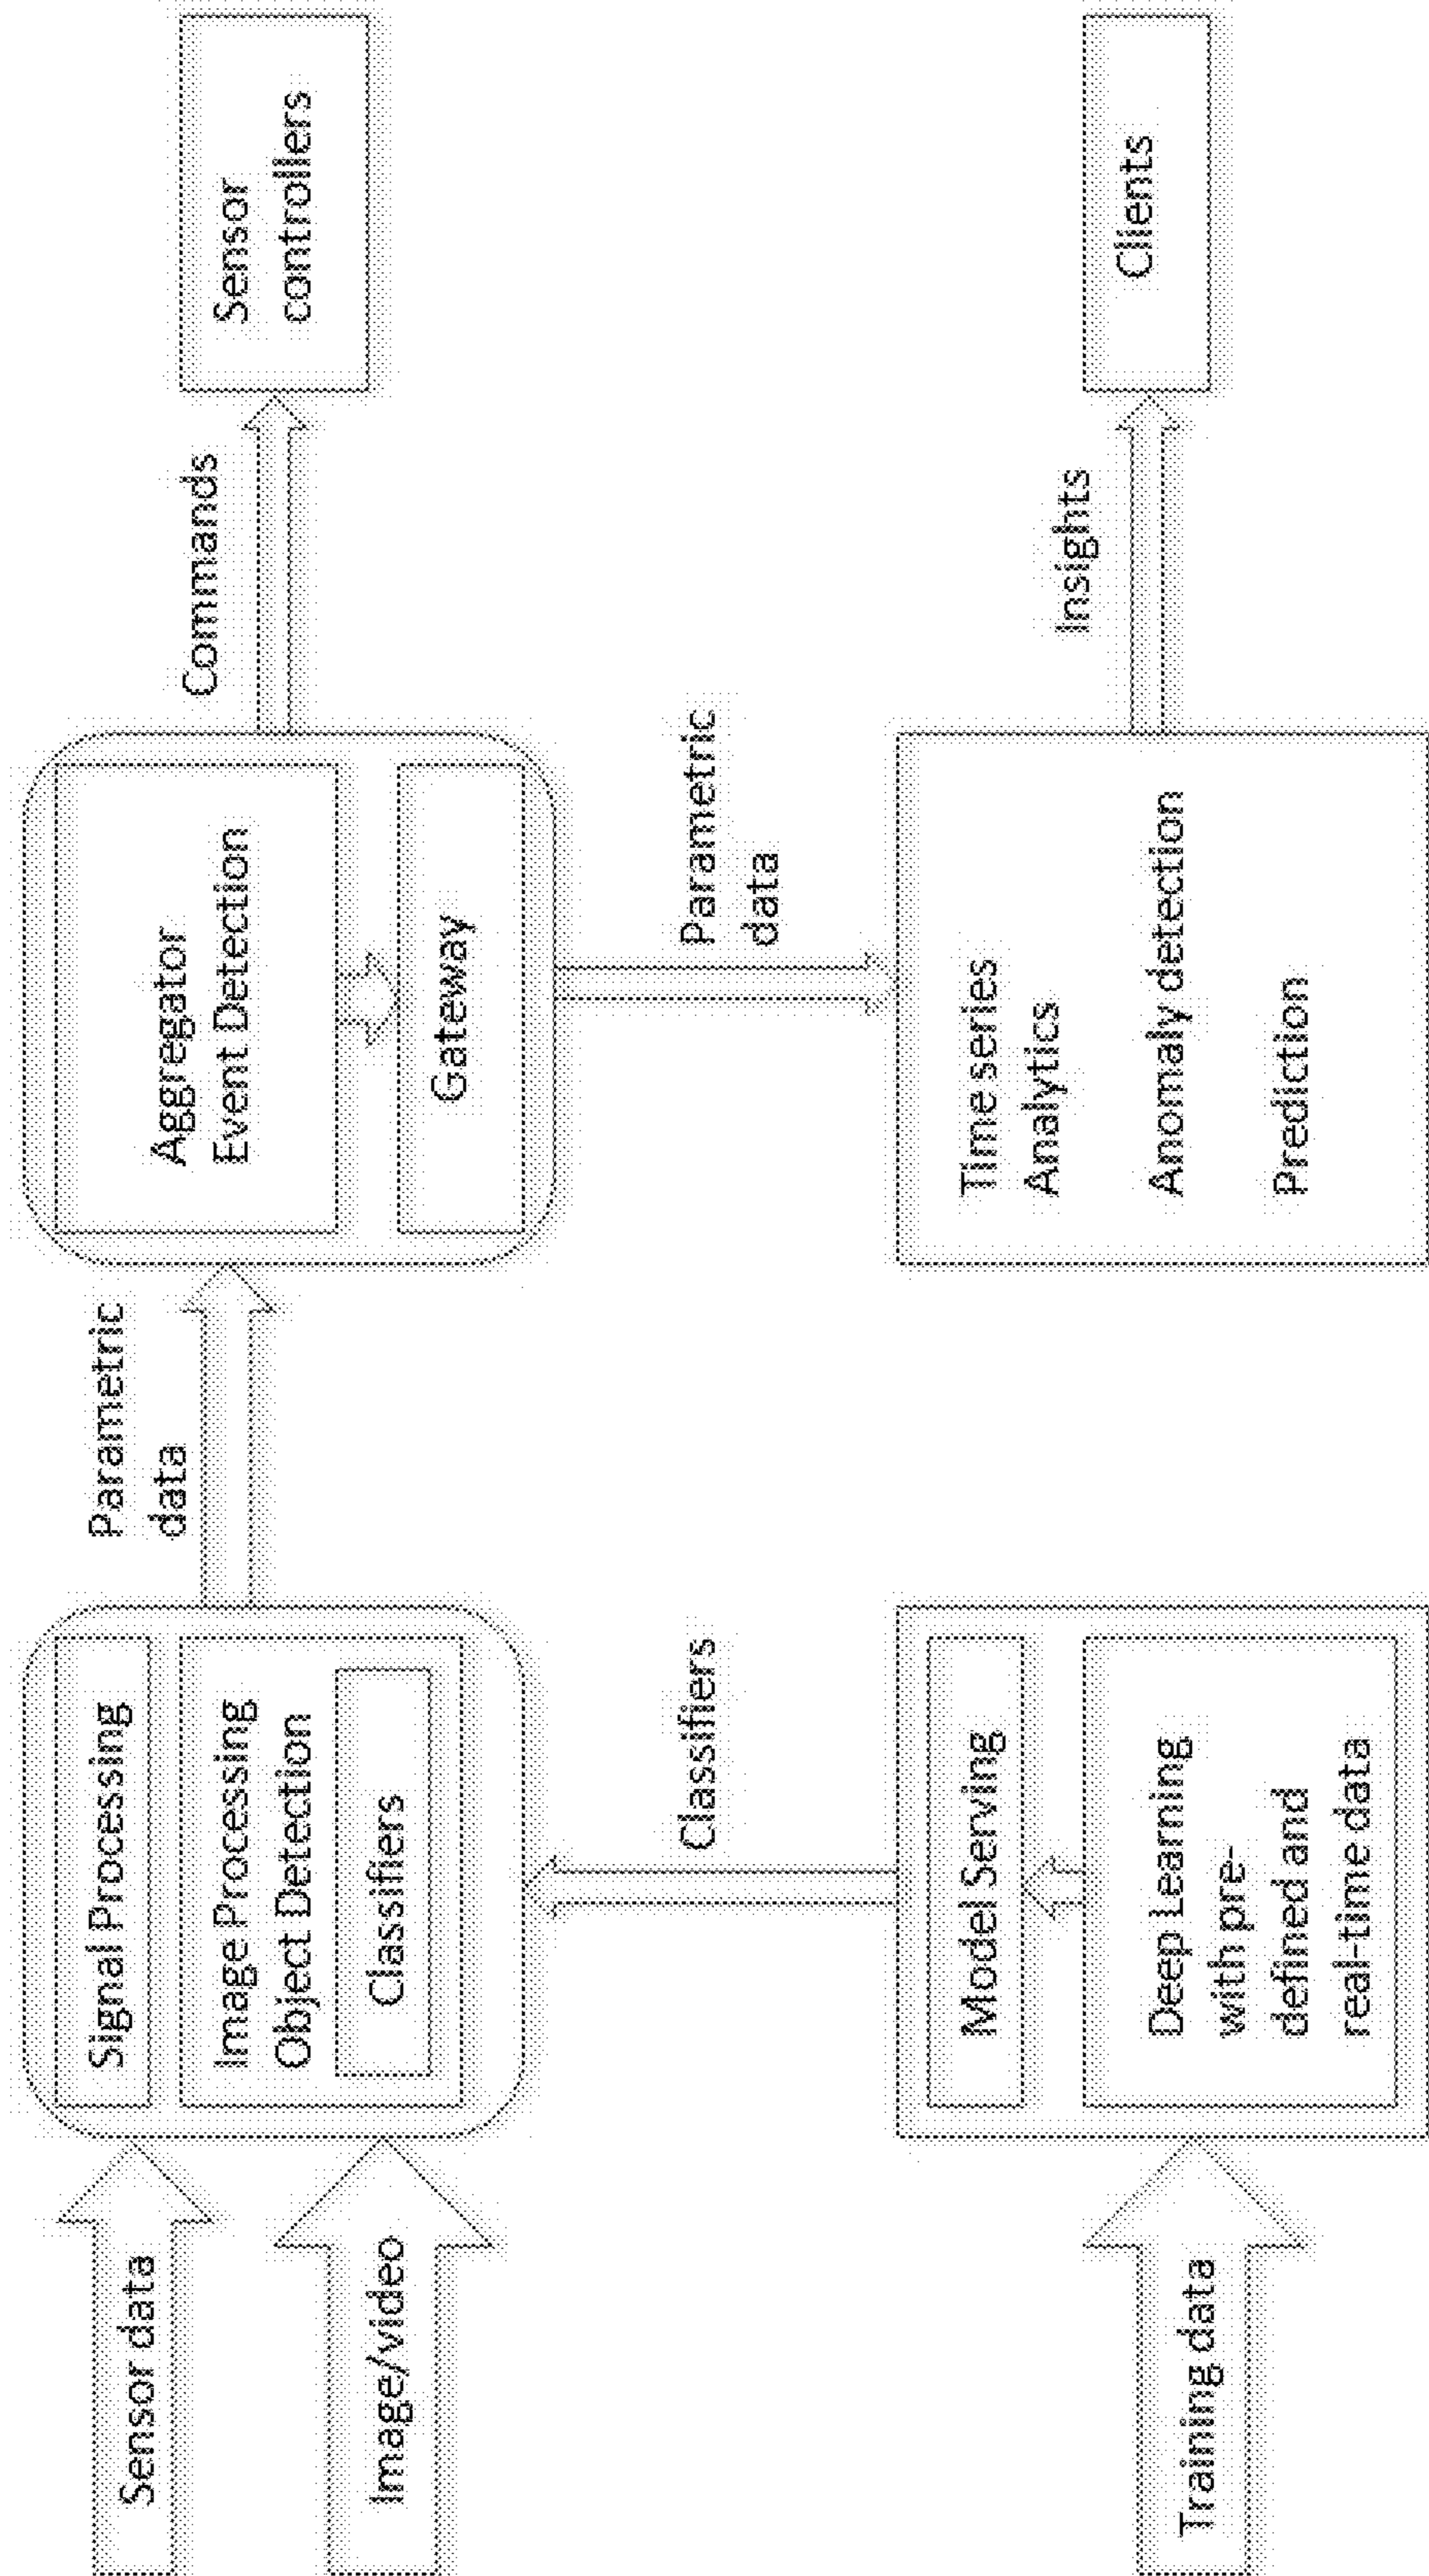 Sensor data
Image/video
Signal Processing
Image Processing
Object Detection
Classifiers
Parametric
data
Aggregator
Event Detection
Gateway
Commands
Sensor
controllers
Classifiers
Parametric
data
Training data
Model Serving
Deep Learning
with pre-
defined and
real-time data
Time series
Analytics
Anomaly detection
Prediction
Insights
Clients